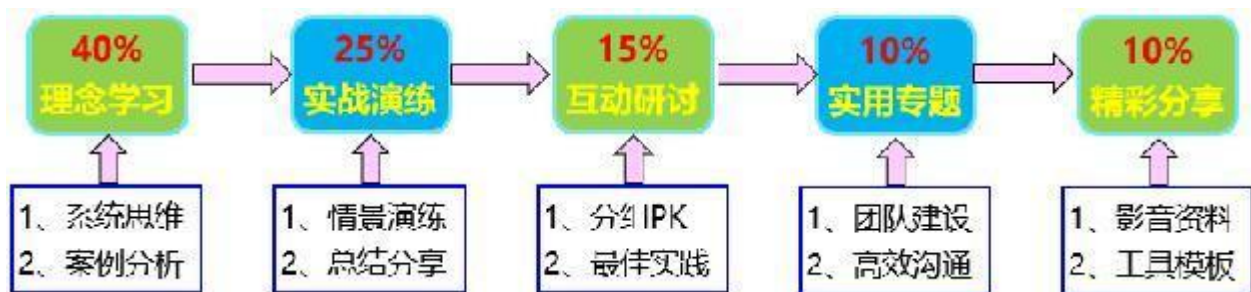 40%
理念学习
25%
实战演练
15%
互动研讨
10%
实用专题
10%
精彩分享
1、系统思维
2、案例分析
1、情景演练
2、总结分享
1、分组PK
2、最佳实践
1、团队建设
2、高效沟通
1、影音资料
2、工具模板